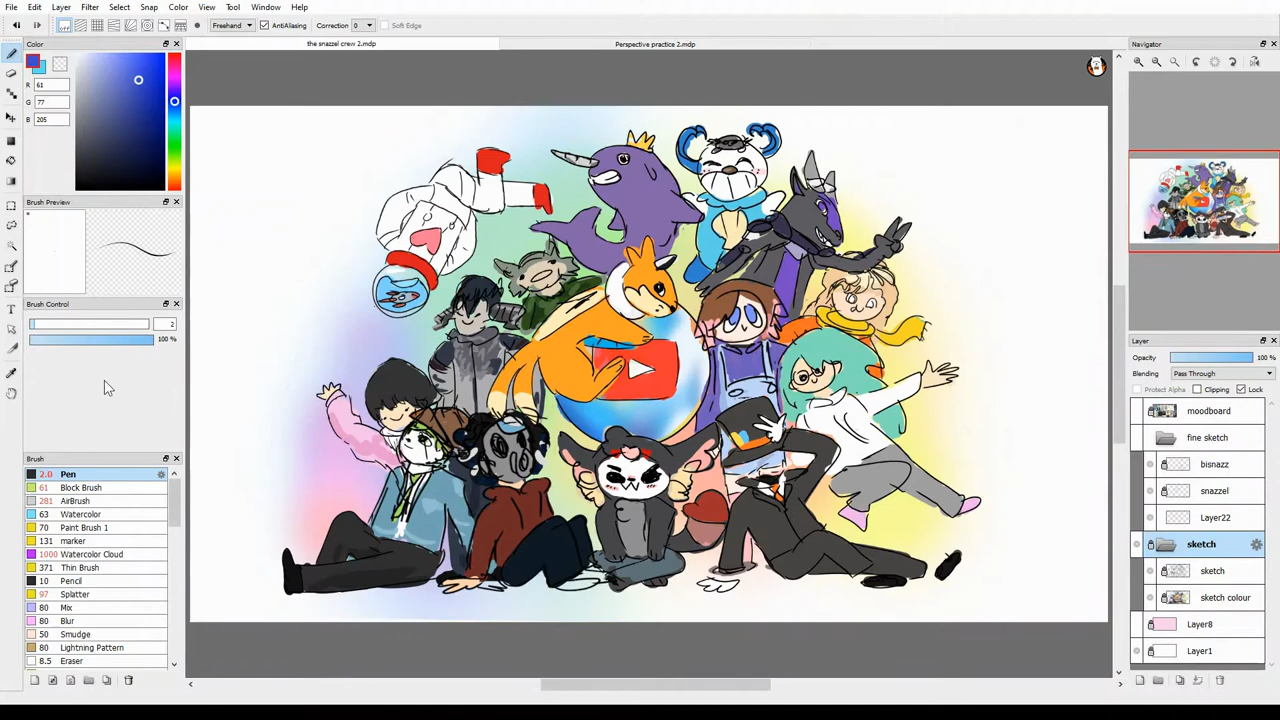 File Edit Layer Filter Select Snap Color View Tool Window Help
Freehand AntiAliasing Correction 0 Soft Edge
Color
the snazzel crew 2.mdp
Perspective practice 2.mdp
Navigator
R 61
G 77
B 205
Brush Preview
Brush Control
2
100 %
Brush
2.0 Pen
61 Block Brush
281 AirBrush
63 Watercolor
70 Paint Brush 1
131 marker
1000 Watercolor Cloud
371 Thin Brush
10 Pencil
97 Splatter
80 Mix
80 Blur
50 Smudge
80 Lightning Pattern
8.5 Eraser
Layer
Opacity 100 %
Blending Pass Through
Protect Alpha Clipping Lock
moodboard
fine sketch
bisnazz
snazzel
Layer22
sketch
sketch
sketch colour
Layer8
Layer1